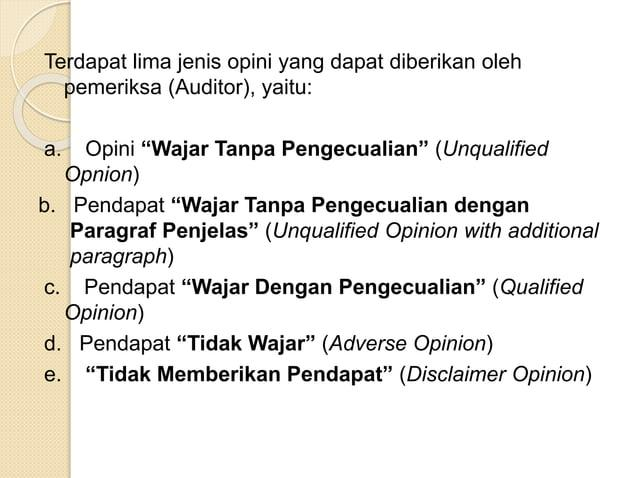 Terdapat lima jenis opini yang dapat diberikan oleh
pemeriksa (Auditor), yaitu:
a. Opini “Wajar Tanpa Pengecualian” (Unqualified
Opnion)
b. Pendapat “Wajar Tanpa Pengecualian dengan
Paragraf Penjelas” (Unqualified Opinion with additional
paragraph)
c. Pendapat “Wajar Dengan Pengecualian” (Qualified
Opinion)
d. Pendapat “Tidak Wajar” (Adverse Opinion)
e. “Tidak Memberikan Pendapat” (Disclaimer Opinion)